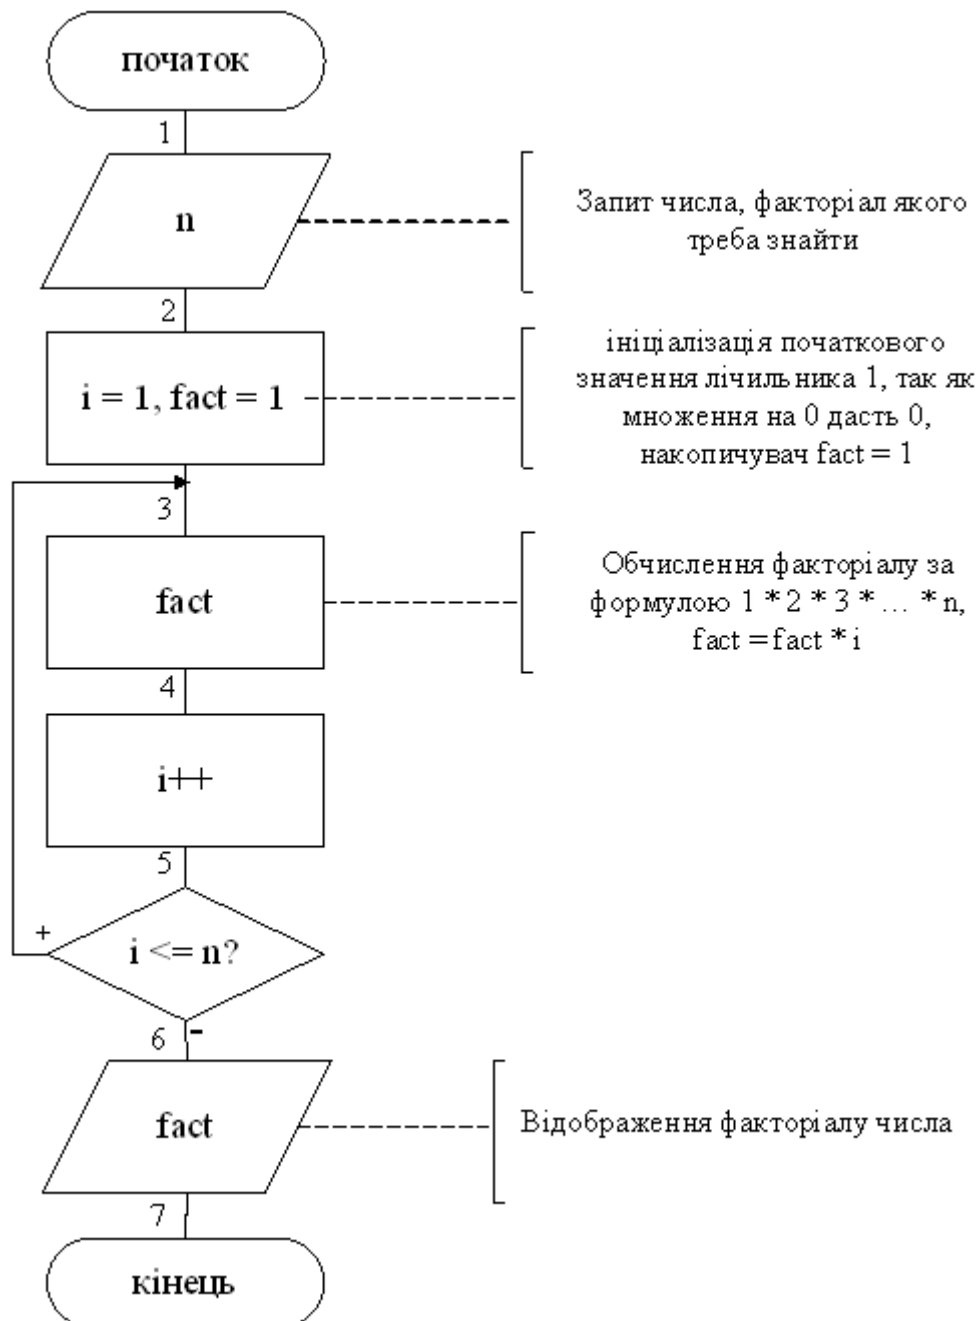 початок
1
n
Запит числа, факторіал якого
треба знайти
2
i = 1, fact = 1
ініціалізація початкового
значення лічильника 1, так як
множення на 0 дасть 0,
накопичувач fact = 1
3
fact
Обчислення факторіалу за
формулою 1 * 2 * 3 * ... * n,
fact = fact * i
4
i++
5
+
i <= n?
6 -
fact
Відображення факторіалу числа
7
кінець